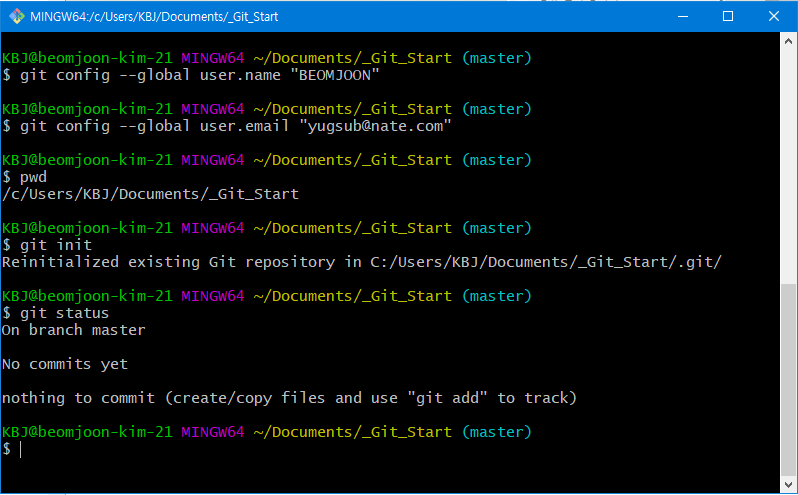 MINGW64:/c/Users/KBJ/Documents/_Git_Start
KBJ@beomjoon-kim-21 MINGW64 ~/Documents/_Git_Start (master)
$ git config --global user.name "BEOMJOON"
KBJ@beomjoon-kim-21 MINGW64 ~/Documents/_Git_Start (master)
$ git config --global user.email "yugsub@nate.com"
KBJ@beomjoon-kim-21 MINGW64 ~/Documents/_Git_Start (master)
$ pwd
/c/Users/KBJ/Documents/_Git_Start
KBJ@beomjoon-kim-21 MINGW64 ~/Documents/_Git_Start (master)
$ git init
Reinitialized existing Git repository in C:/Users/KBJ/Documents/_Git_Start/.git/
KBJ@beomjoon-kim-21 MINGW64 ~/Documents/_Git_Start (master)
$ git status
On branch master
No commits yet
nothing to commit (create/copy files and use "git add" to track)
KBJ@beomjoon-kim-21 MINGW64 ~/Documents/_Git_Start (master)
$